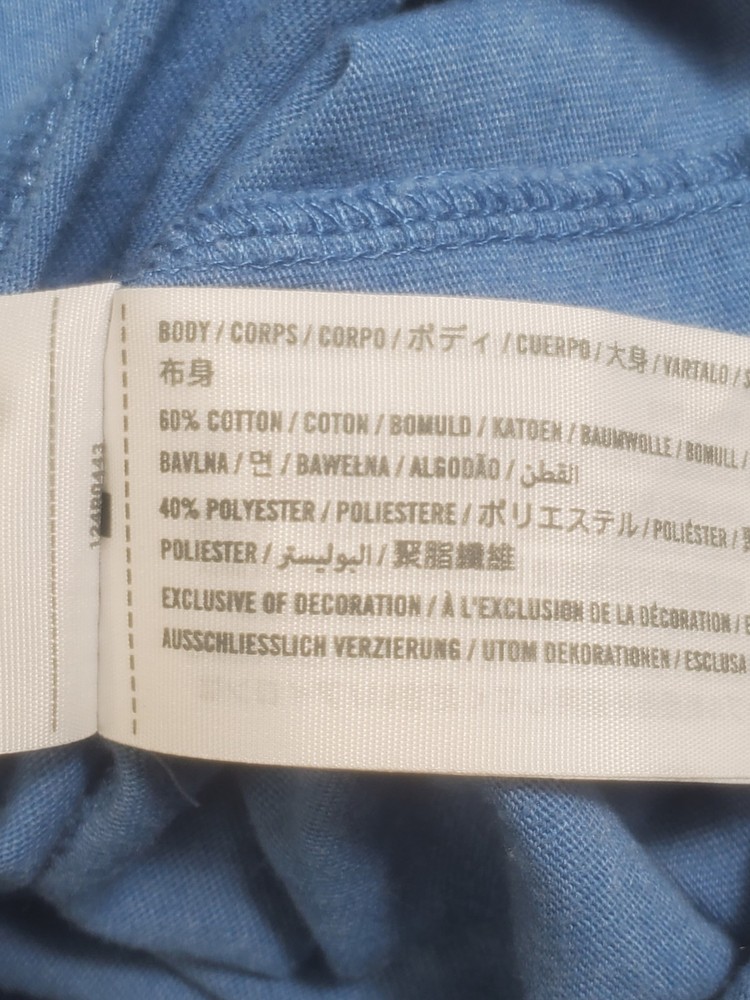 BODY / CORPS / CORPO / ボディ / CUERPO / 大身 / VARTALO / S
布身
60% COTTON / COTON / BOMULD / KATOEN / BAUMWOLLE / BOMULL /
BAVLNA / 면 / BAWEŁNA / ALGODÃO / القطن
40% POLYESTER / POLIESTERE / ポリエステル / POLIÉSTER /
POLIESTER / البوليستر / 聚脂纖維
EXCLUSIVE OF DECORATION / À L'EXCLUSION DE LA DÉCORATION / E
AUSSCHLIESSLICH VERZIERUNG / UTOM DEKORATIONEN / ESCLUSA